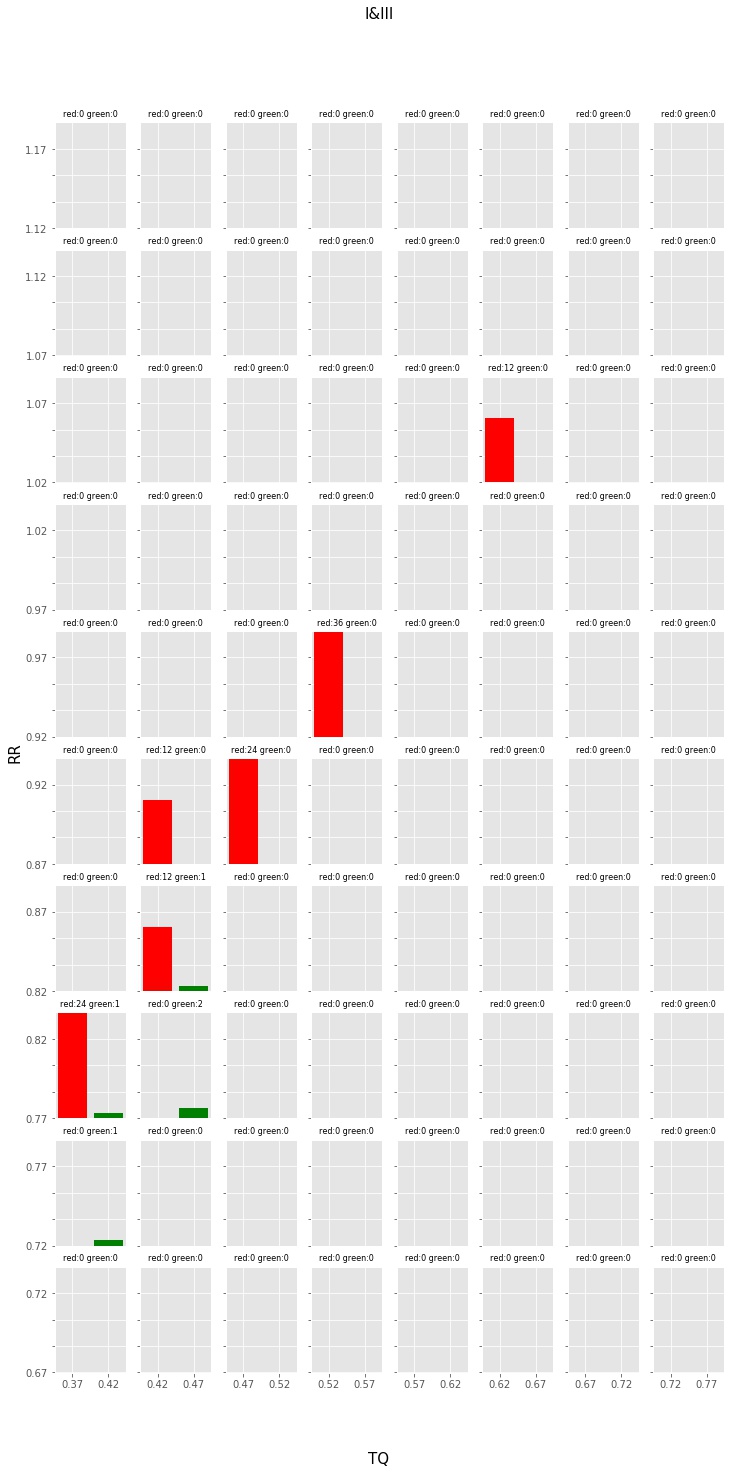 I&III
red:0 green:0 red:0 green:0 red:0 green:0 red:0 green:0 red:0 green:0 red:0 green:0 red:0 green:0 red:0 green:0
1.17
1.12
red:0 green:0 red:0 green:0 red:0 green:0 red:0 green:0 red:0 green:0 red:0 green:0 red:0 green:0 red:0 green:0
1.12
1.07
red:0 green:0 red:0 green:0 red:0 green:0 red:0 green:0 red:0 green:0 red:12 green:0 red:0 green:0 red:0 green:0
1.07
1.02
red:0 green:0 red:0 green:0 red:0 green:0 red:0 green:0 red:0 green:0 red:0 green:0 red:0 green:0 red:0 green:0
1.02
0.97
red:0 green:0 red:0 green:0 red:0 green:0 red:36 green:0 red:0 green:0 red:0 green:0 red:0 green:0 red:0 green:0
0.97
0.92
RR
red:0 green:0 red:12 green:0 red:24 green:0 red:0 green:0 red:0 green:0 red:0 green:0 red:0 green:0 red:0 green:0
0.92
0.87
red:0 green:0 red:12 green:1 red:0 green:0 red:0 green:0 red:0 green:0 red:0 green:0 red:0 green:0 red:0 green:0
0.87
0.82
red:24 green:1 red:0 green:2 red:0 green:0 red:0 green:0 red:0 green:0 red:0 green:0 red:0 green:0 red:0 green:0
0.82
0.77
red:0 green:1 red:0 green:0 red:0 green:0 red:0 green:0 red:0 green:0 red:0 green:0 red:0 green:0 red:0 green:0
0.77
0.72
red:0 green:0 red:0 green:0 red:0 green:0 red:0 green:0 red:0 green:0 red:0 green:0 red:0 green:0 red:0 green:0
0.72
0.67
0.37 0.42 0.42 0.47 0.47 0.52 0.52 0.57 0.57 0.62 0.62 0.67 0.67 0.72 0.72 0.77
TQ